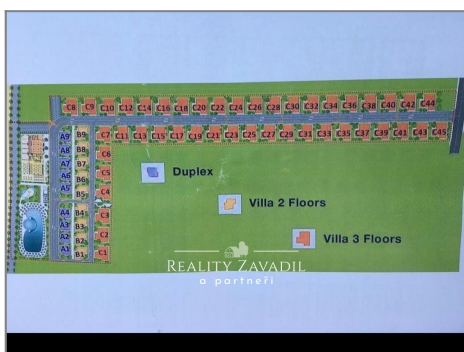 C8 C9 C10 C12 C14 C16 C18 C20 C22 C24 C26 C28 C30 C32 C34 C36 C38 C40 C42 C44
A9 B9 C7 C11 C13 C15 C17 C19 C21 C23 C25 C27 C29 C31 C33 C35 C37 C39 C41 C43 C45
A8 B8 C6
A7 B7
A6 B6 C5
A5 B5 C4
A4 B4 C3
A3 B3
A2 B2 C2
A1 B1 C1
Duplex
Villa 2 Floors
Villa 3 Floors
REALITY ZAVADIL
a partneři